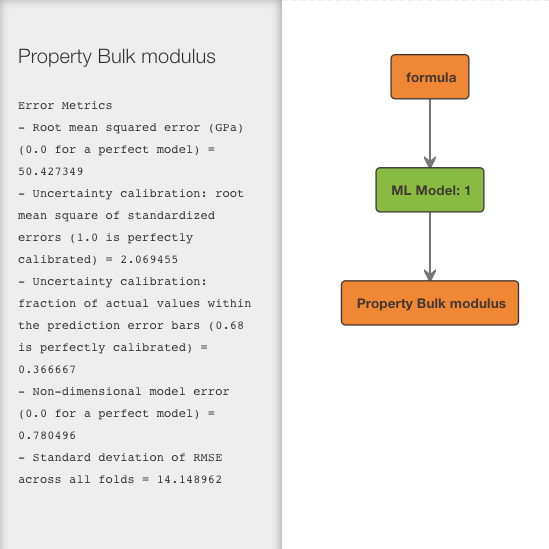 Property Bulk modulus
Error Metrics
- Root mean squared error (GPa)
(0.0 for a perfect model) =
50.427349
- Uncertainty calibration: root
mean square of standardized
errors (1.0 is perfectly
calibrated) = 2.069455
- Uncertainty calibration:
fraction of actual values within
the prediction error bars (0.68
is perfectly calibrated) =
0.366667
- Non-dimensional model error
(0.0 for a perfect model) =
0.780496
- Standard deviation of RMSE
across all folds = 14.148962
formula
ML Model: 1
Property Bulk modulus